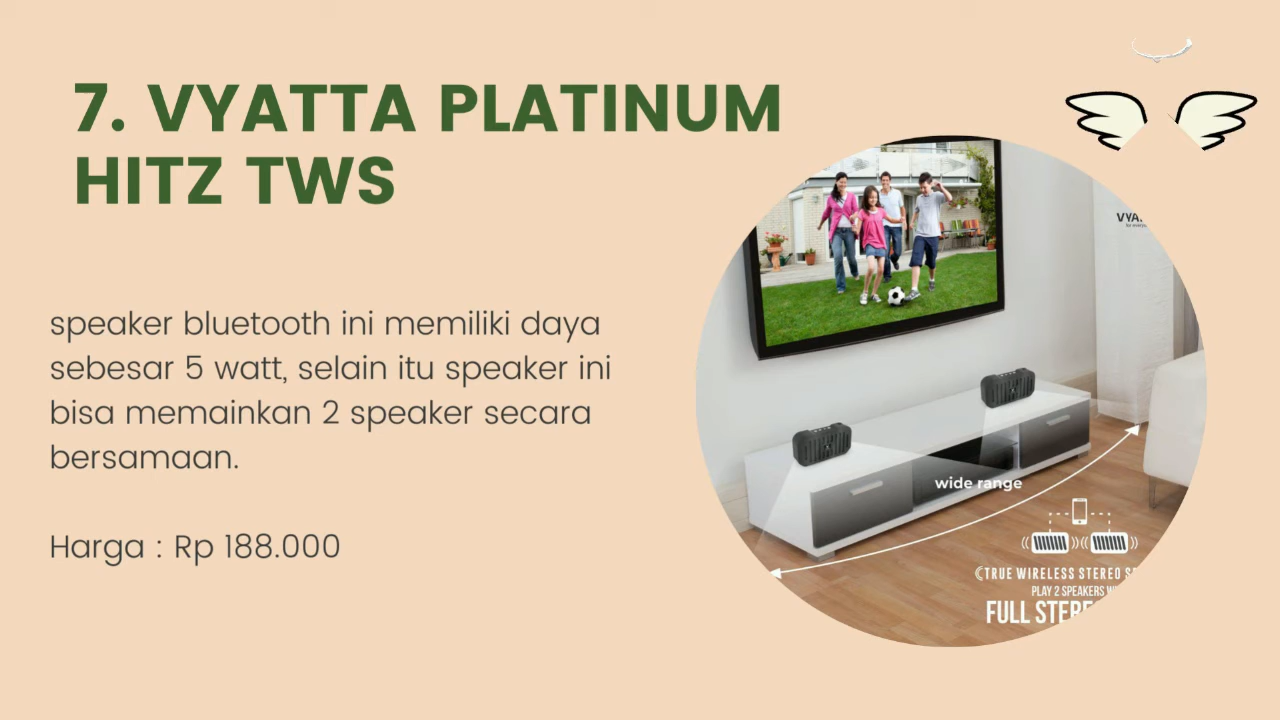 7. VYATTA PLATINUM
HITZ TWS
speaker bluetooth ini memiliki daya
sebesar 5 watt, selain itu speaker ini
bisa memainkan 2 speaker secara
bersamaan.
Harga : Rp 188.000
wide range
TRUE WIRELESS STEREO
PLAY 2 SPEAKERS
FULL